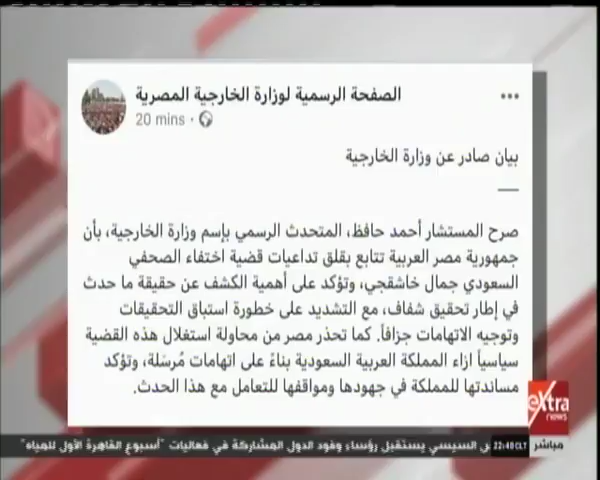 الصفحة الرسمية لوزارة الخارجية المصرية
20 mins
بيان صادر عن وزارة الخارجية
صرح المستشار أحمد حافظ، المتحدث الرسمي بإسم وزارة الخارجية، بأن
جمهورية مصر العربية تتابع بقلق تداعيات قضية اختفاء الصحفي
السعودي جمال خاشقجي، وتؤكد على أهمية الكشف عن حقيقة ما حدث
في إطار تحقيق شفاف، مع التشديد على خطورة استباق التحقيقات
وتوجيه الاتهامات جزافاً. كما تحذر مصر من محاولة استغلال هذه القضية
سياسياً ازاء المملكة العربية السعودية بناءً على اتهامات مُرسَلة، وتؤكد
مساندتها للمملكة في جهودها ومواقفها للتعامل مع هذا الحدث.
eXtra
news
مباشر
22:40CLT
السيسي يستقبل رؤساء وفود الدول المشاركة في فعاليات "أسبوع القاهرة الأول للمياه"